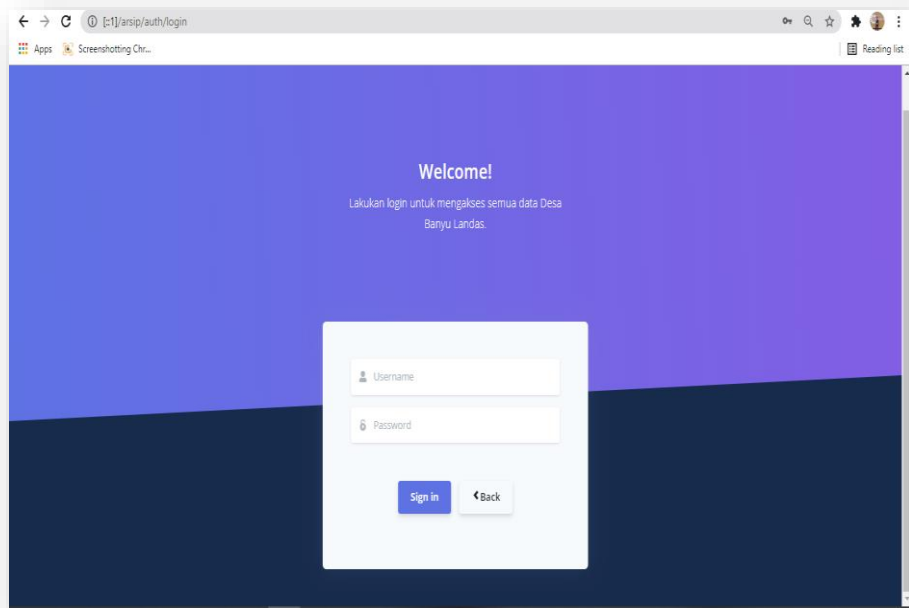 [::1]/arsip/auth/login
Apps Screenshotting Chr... Reading list
Welcome!
Lakukan login untuk mengakses semua data Desa
Banyu Landas.
Username
Password
Sign in Back